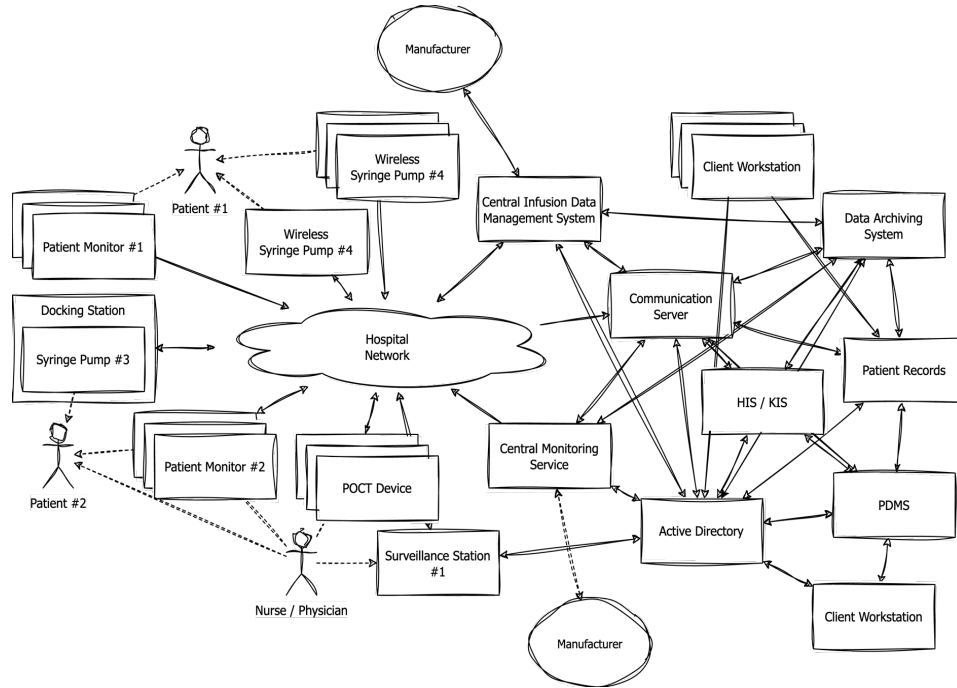 Manufacturer
Wireless
Syringe Pump #4
Client Workstation
Patient #1
Central Infusion Data
Management System
Data Archiving
System
Patient Monitor #1
Wireless
Syringe Pump #4
Docking Station
Communication
Server
Hospital
Network
Syringe Pump #3
Patient Records
HIS / KIS
Patient Monitor #2
Central Monitoring
Service
POCT Device
Patient #2
PDMS
Active Directory
Surveillance Station
#1
Nurse / Physician
Client Workstation
Manufacturer